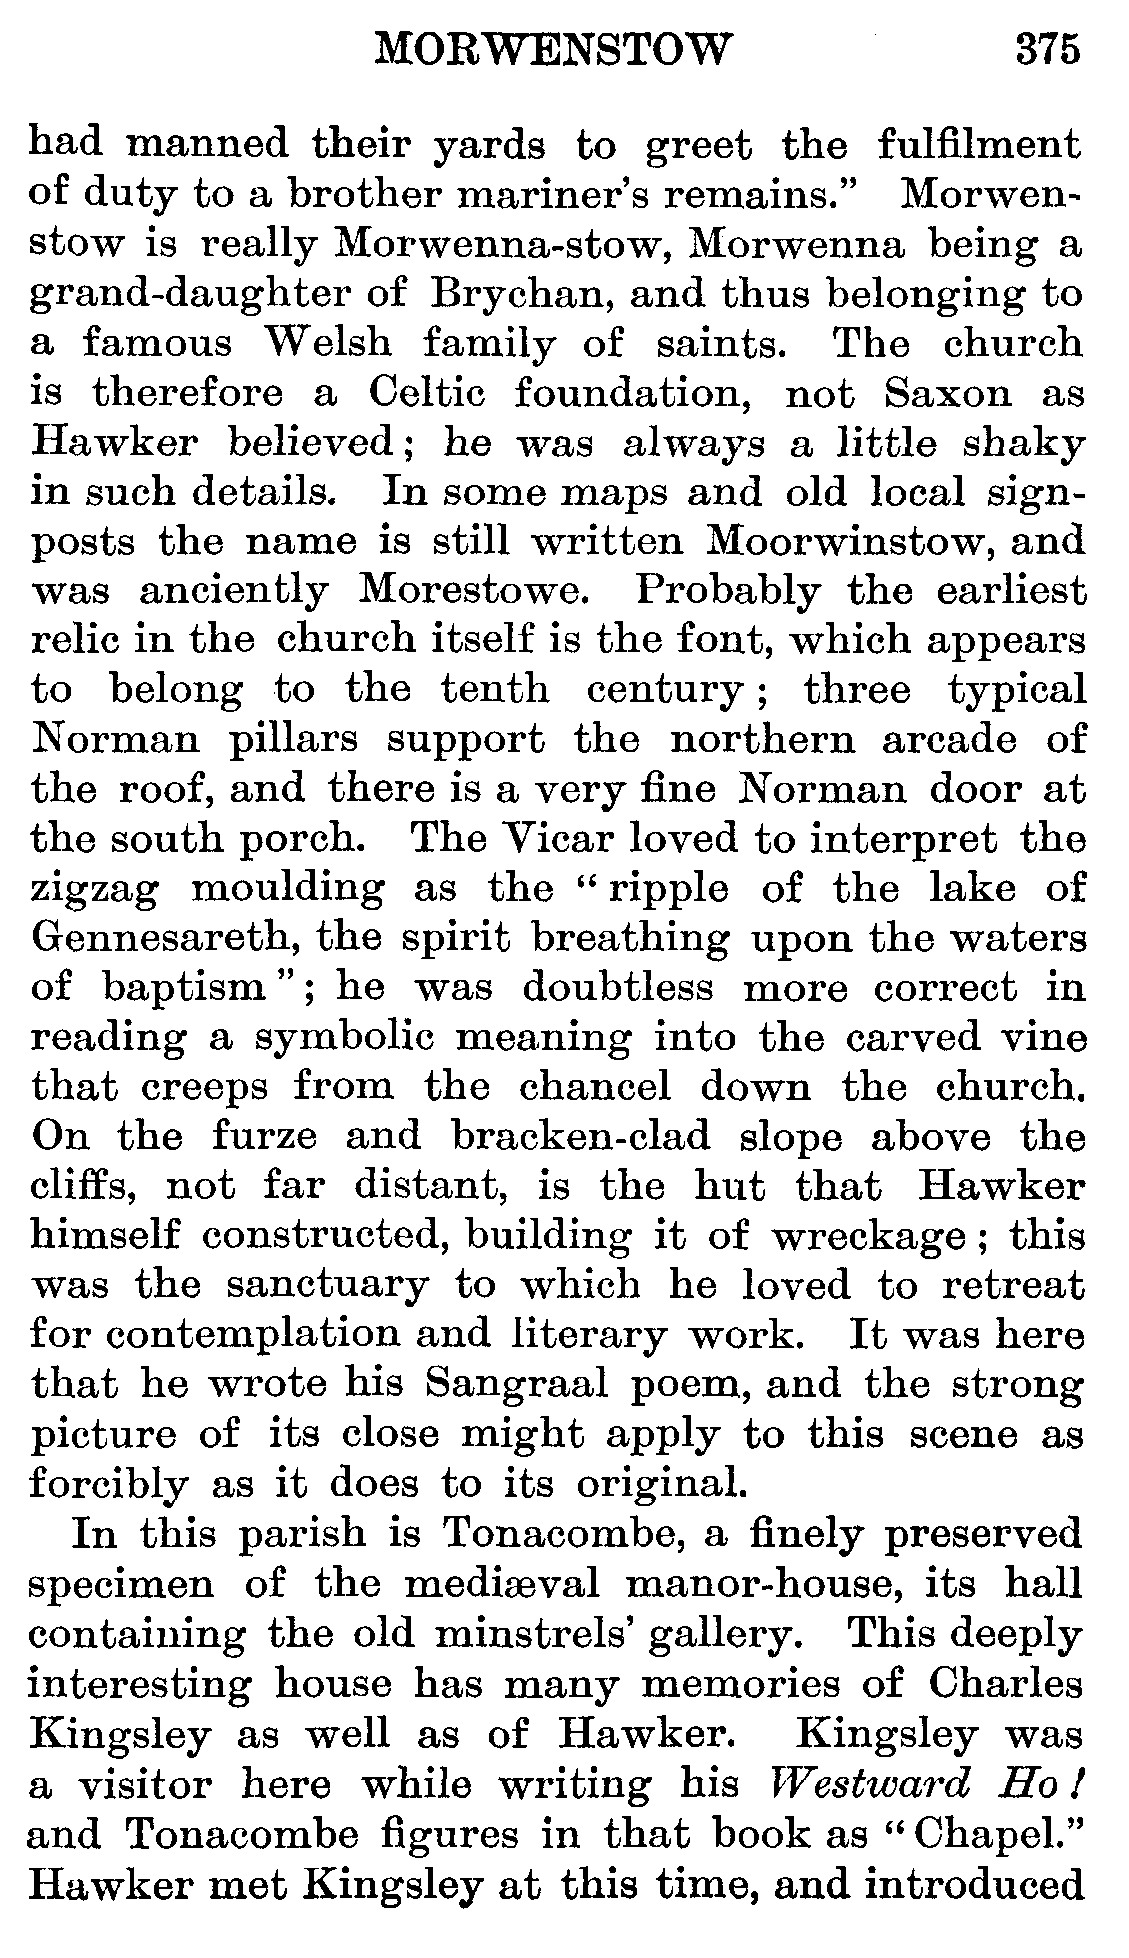 MORWENSTOW 375
had manned their yards to greet the fulfilment
of duty to a brother mariner's remains." Morwen-
stow is really Morwenna-stow, Morwenna being a
grand-daughter of Brychan, and thus belonging to
a famous Welsh family of saints. The church
is therefore a Celtic foundation, not Saxon as
Hawker believed; he was always a little shaky
in such details. In some maps and old local sign-
posts the name is still written Moorwinstow, and
was anciently Morestowe. Probably the earliest
relic in the church itself is the font, which appears
to belong to the tenth century; three typical
Norman pillars support the northern arcade of
the roof, and there is a very fine Norman door at
the south porch. The Vicar loved to interpret the
zigzag moulding as the "ripple of the lake of
Gennesareth, the spirit breathing upon the waters
of baptism"; he was doubtless more correct in
reading a symbolic meaning into the carved vine
that creeps from the chancel down the church.
On the furze and bracken-clad slope above the
cliffs, not far distant, is the hut that Hawker
himself constructed, building it of wreckage; this
was the sanctuary to which he loved to retreat
for contemplation and literary work. It was here
that he wrote his Sangraal poem, and the strong
picture of its close might apply to this scene as
forcibly as it does to its original.
In this parish is Tonacombe, a finely preserved
specimen of the mediæval manor-house, its hall
containing the old minstrels' gallery. This deeply
interesting house has many memories of Charles
Kingsley as well as of Hawker. Kingsley was
a visitor here while writing his Westward Ho!
and Tonacombe figures in that book as "Chapel."
Hawker met Kingsley at this time, and introduced